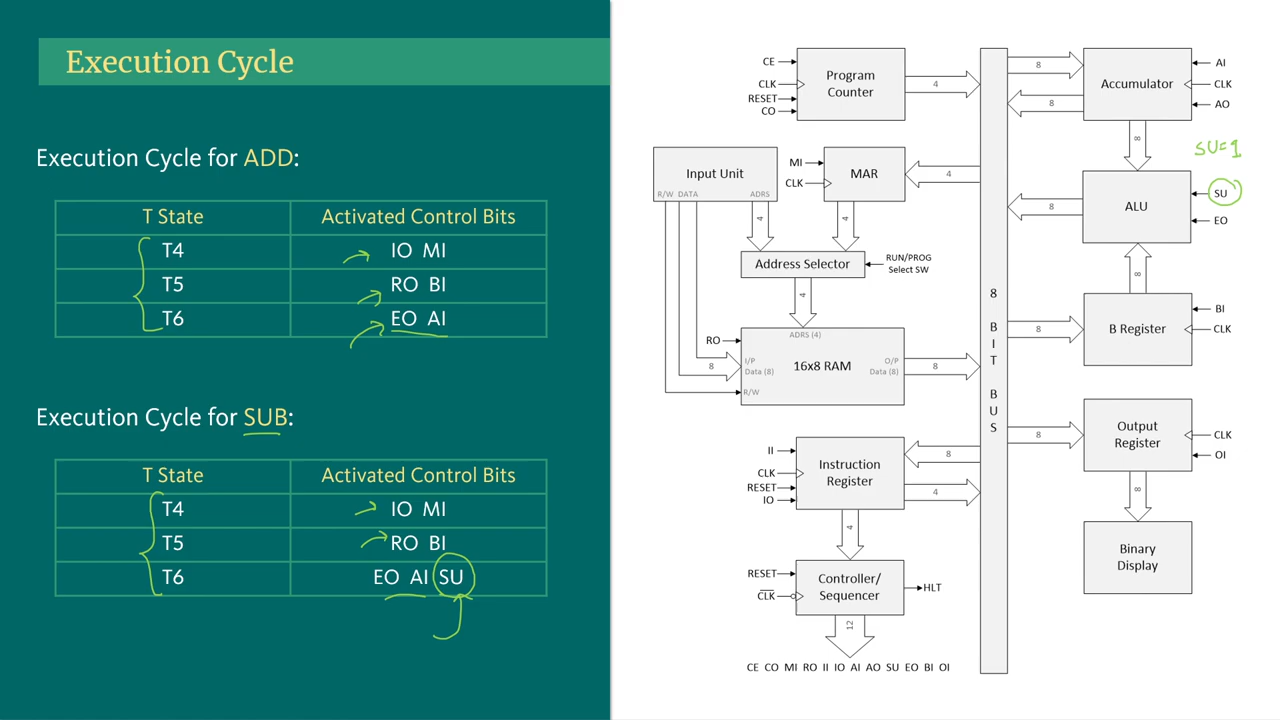 Execution Cycle
Execution Cycle for ADD:
T State Activated Control Bits
T4 IO MI
T5 RO BI
T6 EO AI
Execution Cycle for SUB:
T State Activated Control Bits
T4 IO MI
T5 RO BI
T6 EO AI SU
CE
CLK
RESET
CO
Program
Counter
4
8
8
Accumulator
AI
CLK
AO
8
SU=1
Input Unit
R/W DATA ADRS
MI
CLK
MAR
4
4
4
8
ALU
SU
EO
Address Selector
RUN/PROG
Select SW
4
8
8
B Register
BI
CLK
RO
ADRS (4)
16x8 RAM
I/P
Data (8)
R/W
O/P
Data (8)
8
8
8 BIT BUS
8
Output
Register
CLK
OI
8
Binary
Display
II
CLK
RESET
IO
Instruction
Register
8
4
4
RESET
CLK
Controller/
Sequencer
HLT
12
CE CO MI RO II IO AI AO SU EO BI OI